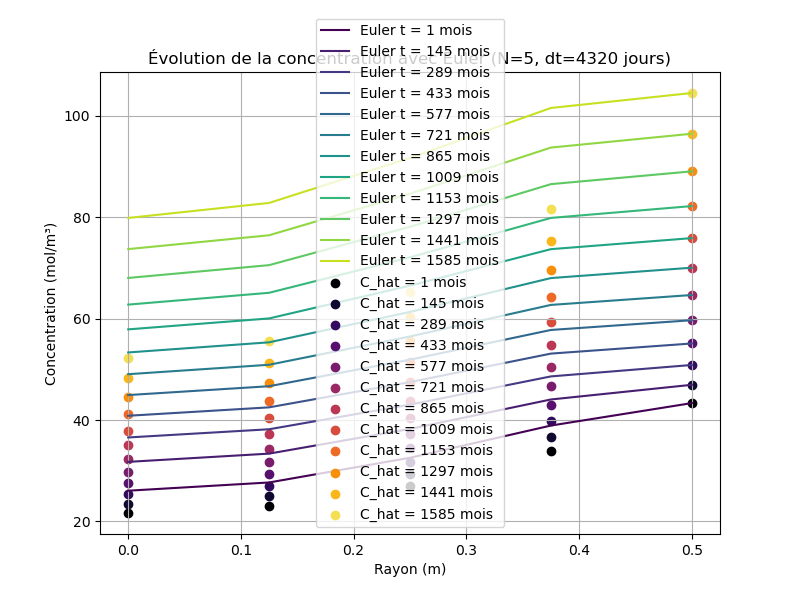 Évolution de la concentration avec Euler (N=5, dt=4320 jours)
Euler t = 1 mois
Euler t = 145 mois
Euler t = 289 mois
Euler t = 433 mois
Euler t = 577 mois
Euler t = 721 mois
Euler t = 865 mois
Euler t = 1009 mois
Euler t = 1153 mois
Euler t = 1297 mois
Euler t = 1441 mois
Euler t = 1585 mois
C_hat = 1 mois
C_hat = 145 mois
C_hat = 289 mois
C_hat = 433 mois
C_hat = 577 mois
C_hat = 721 mois
C_hat = 865 mois
C_hat = 1009 mois
C_hat = 1153 mois
C_hat = 1297 mois
C_hat = 1441 mois
C_hat = 1585 mois
Concentration (mol/m³)
100
80
60
40
20
0.0 0.1 0.2 0.3 0.4 0.5
Rayon (m)